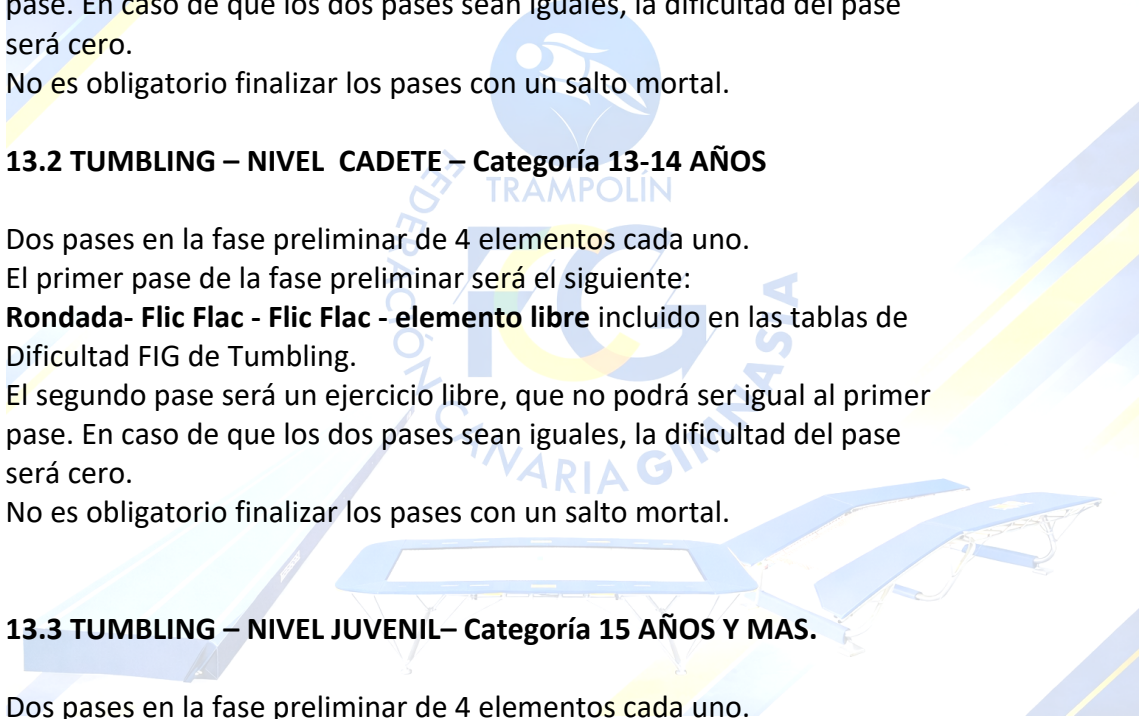 pase. En caso de que los dos pases sean iguales, la dificultad del pase
será cero.
No es obligatorio finalizar los pases con un salto mortal.
13.2 TUMBLING – NIVEL  CADETE – Categoría 13-14 AÑOS
TRAMPOLÍN
Dos pases en la fase preliminar de 4 elementos cada uno.
El primer pase de la fase preliminar será el siguiente:
Rondada- Flic Flac - Flic Flac - elemento libre incluido en las tablas de
Dificultad FIG de Tumbling.
El segundo pase será un ejercicio libre, que no podrá ser igual al primer
pase. En caso de que los dos pases sean iguales, la dificultad del pase
será cero.
No es obligatorio finalizar los pases con un salto mortal.
FEDERACIÓN CANARIA GIMNASIA
FCG
13.3 TUMBLING – NIVEL JUVENIL– Categoría 15 AÑOS Y MAS.
Dos pases en la fase preliminar de 4 elementos cada uno.